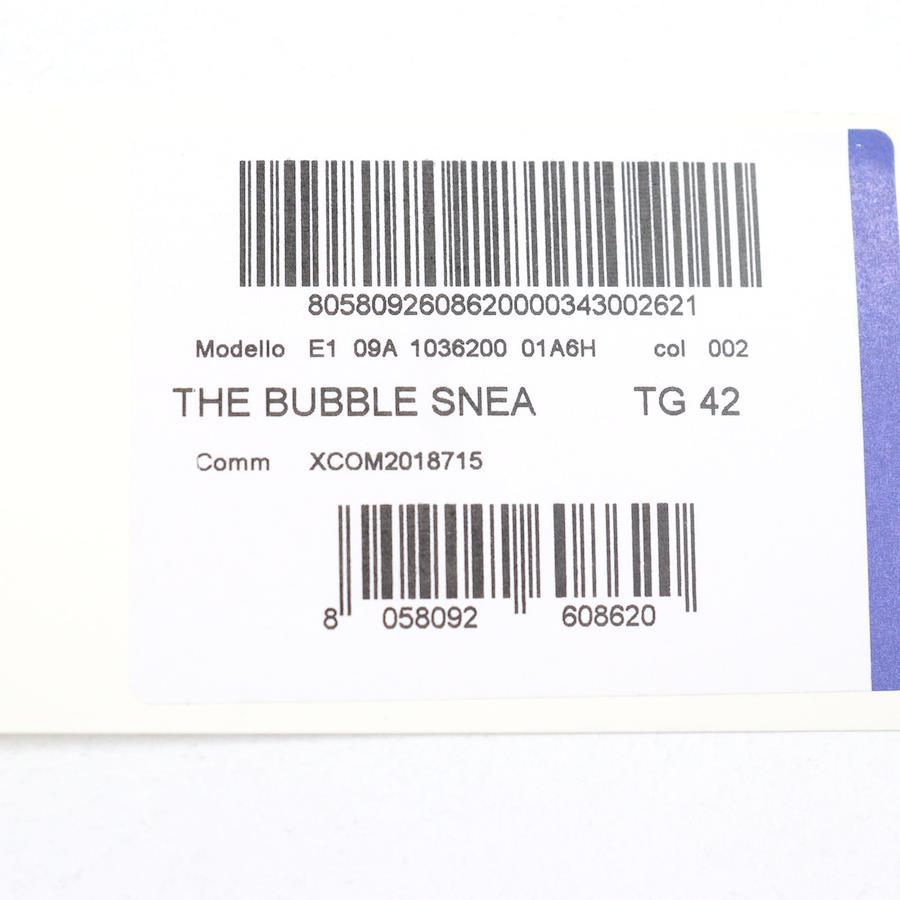 8058092608620000343002621
Modello E1 09A 1036200 01A6H col 002
THE BUBBLE SNEA TG 42
Comm XCOM2018715
8 058092 608620